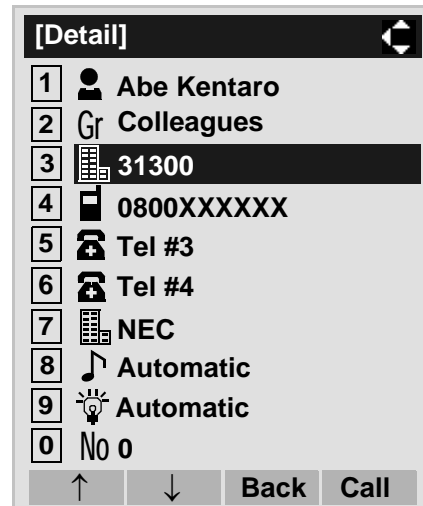 [Detail]
1 Abe Kentaro
2 Gr Colleagues
3 31300
4 0800XXXXXX
5 Tel #3
6 Tel #4
7 NEC
8 Automatic
9 Automatic
0 No 0
↑ ↓ Back Call